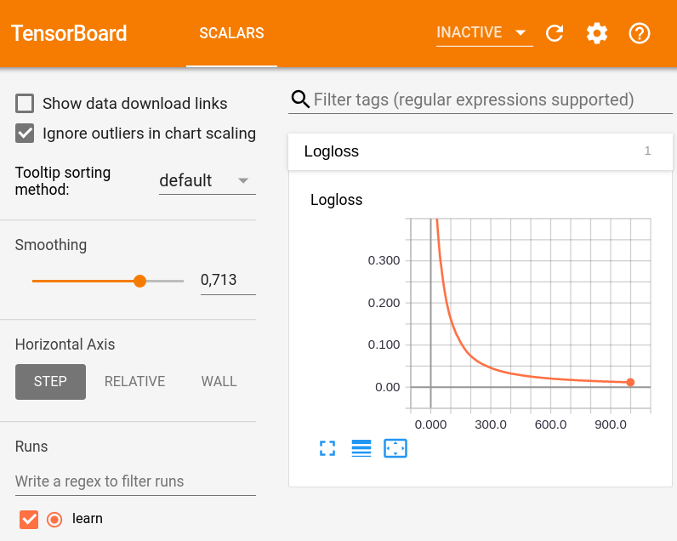 TensorBoard
SCALARS
INACTIVE
Show data download links
Ignore outliers in chart scaling
Tooltip sorting
method:
default
Smoothing
0,713
Horizontal Axis
STEP
RELATIVE
WALL
Runs
Write a regex to filter runs
learn
Filter tags (regular expressions supported)
Logloss
1
Logloss
0.300
0.200
0.100
0.00
0.000
300.0
600.0
900.0